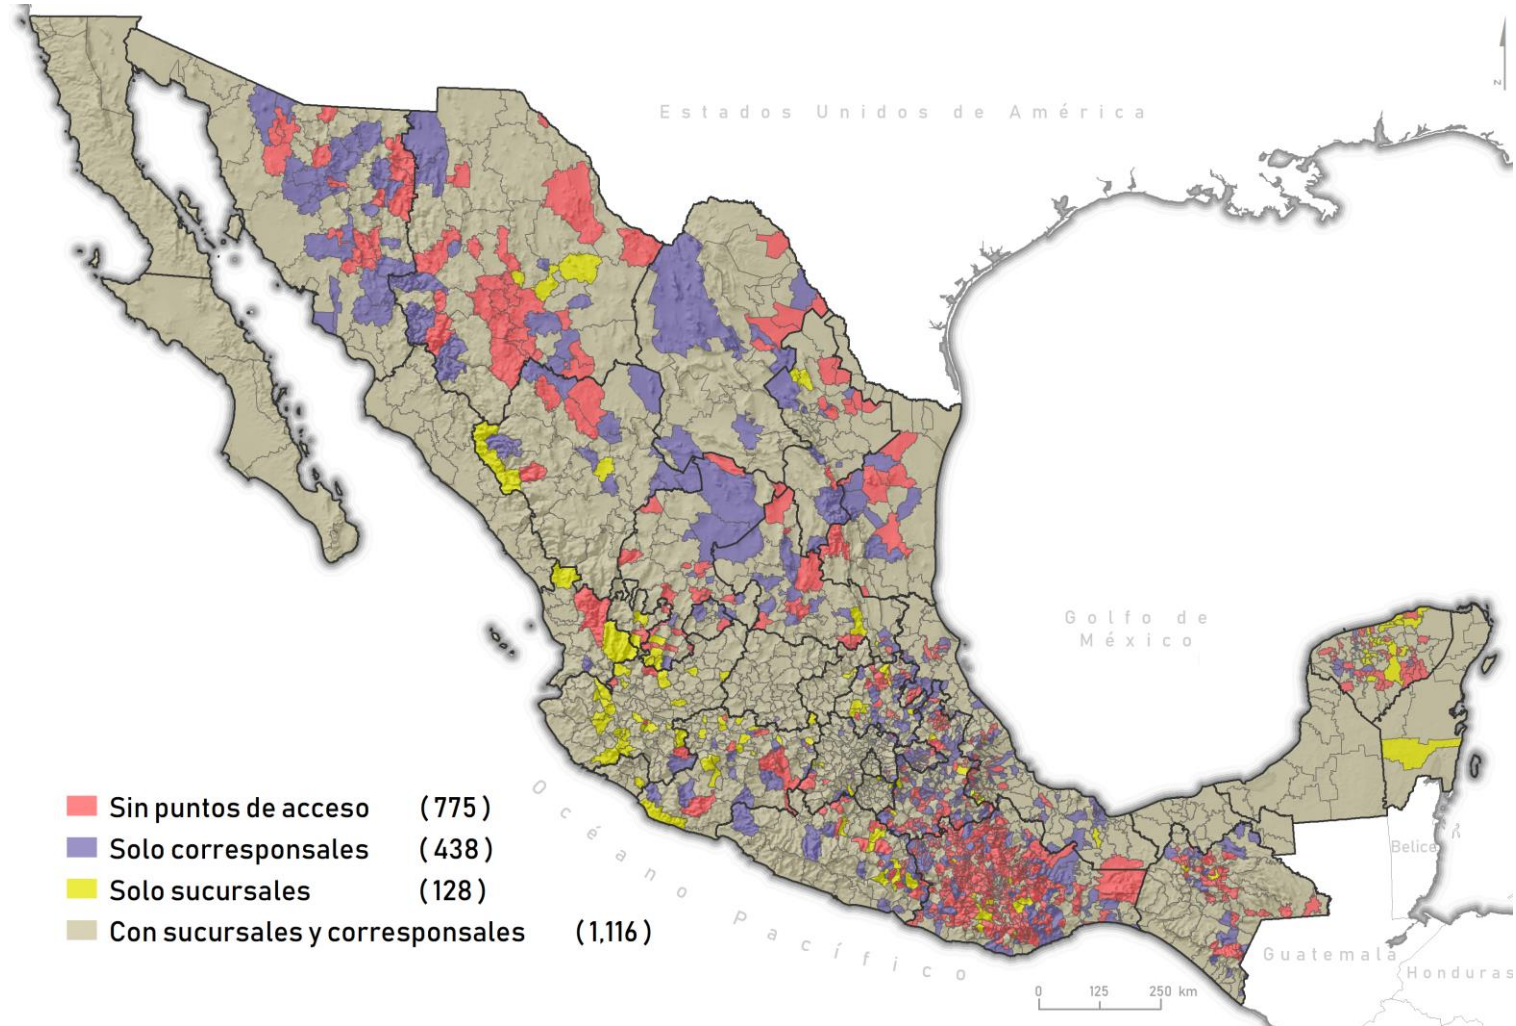 Estados Unidos de América
N
Golfo de
México
Sin puntos de acceso (775)
Solo corresponsales (438)
Solo sucursales (128)
Con sucursales y corresponsales (1,116)
Océano Pacífico
Belice
Guatemala
Honduras
0 125 250 km